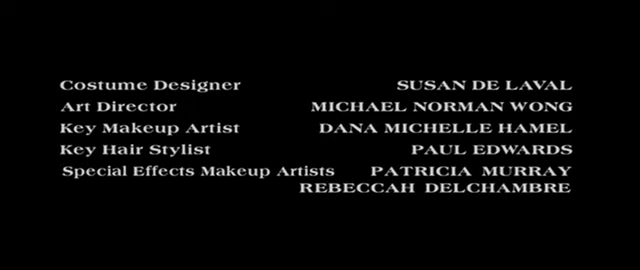 Costume Designer SUSAN DE LAVAL
Art Director MICHAEL NORMAN WONG
Key Makeup Artist DANA MICHELLE HAMEL
Key Hair Stylist PAUL EDWARDS
Special Effects Makeup Artists PATRICIA MURRAY
REBECCAH DELCHAMBRE